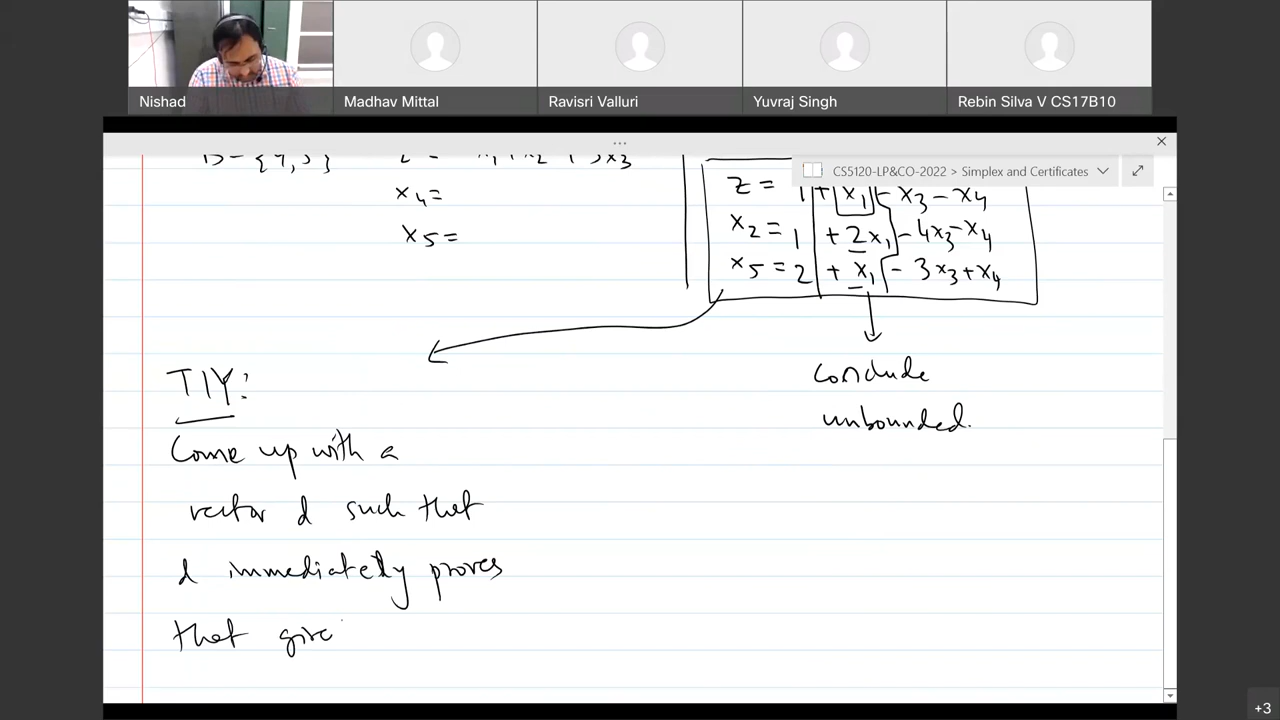 Nishad
Madhav Mittal
Ravisri Valluri
Yuvraj Singh
Rebin Silva V CS17B10
CS5120-LP&CO-2022 > Simplex and Certificates
x4=
x5=
z = 1 + x1 - x3 - x4
x2 = 1 + 2x1 - 4x3 - x4
x5 = 2 + x1 - 3x3 + x4
conclude
unbounded.
TIY:
Come up with a
vector d such that
d immediately proves
that give
+3